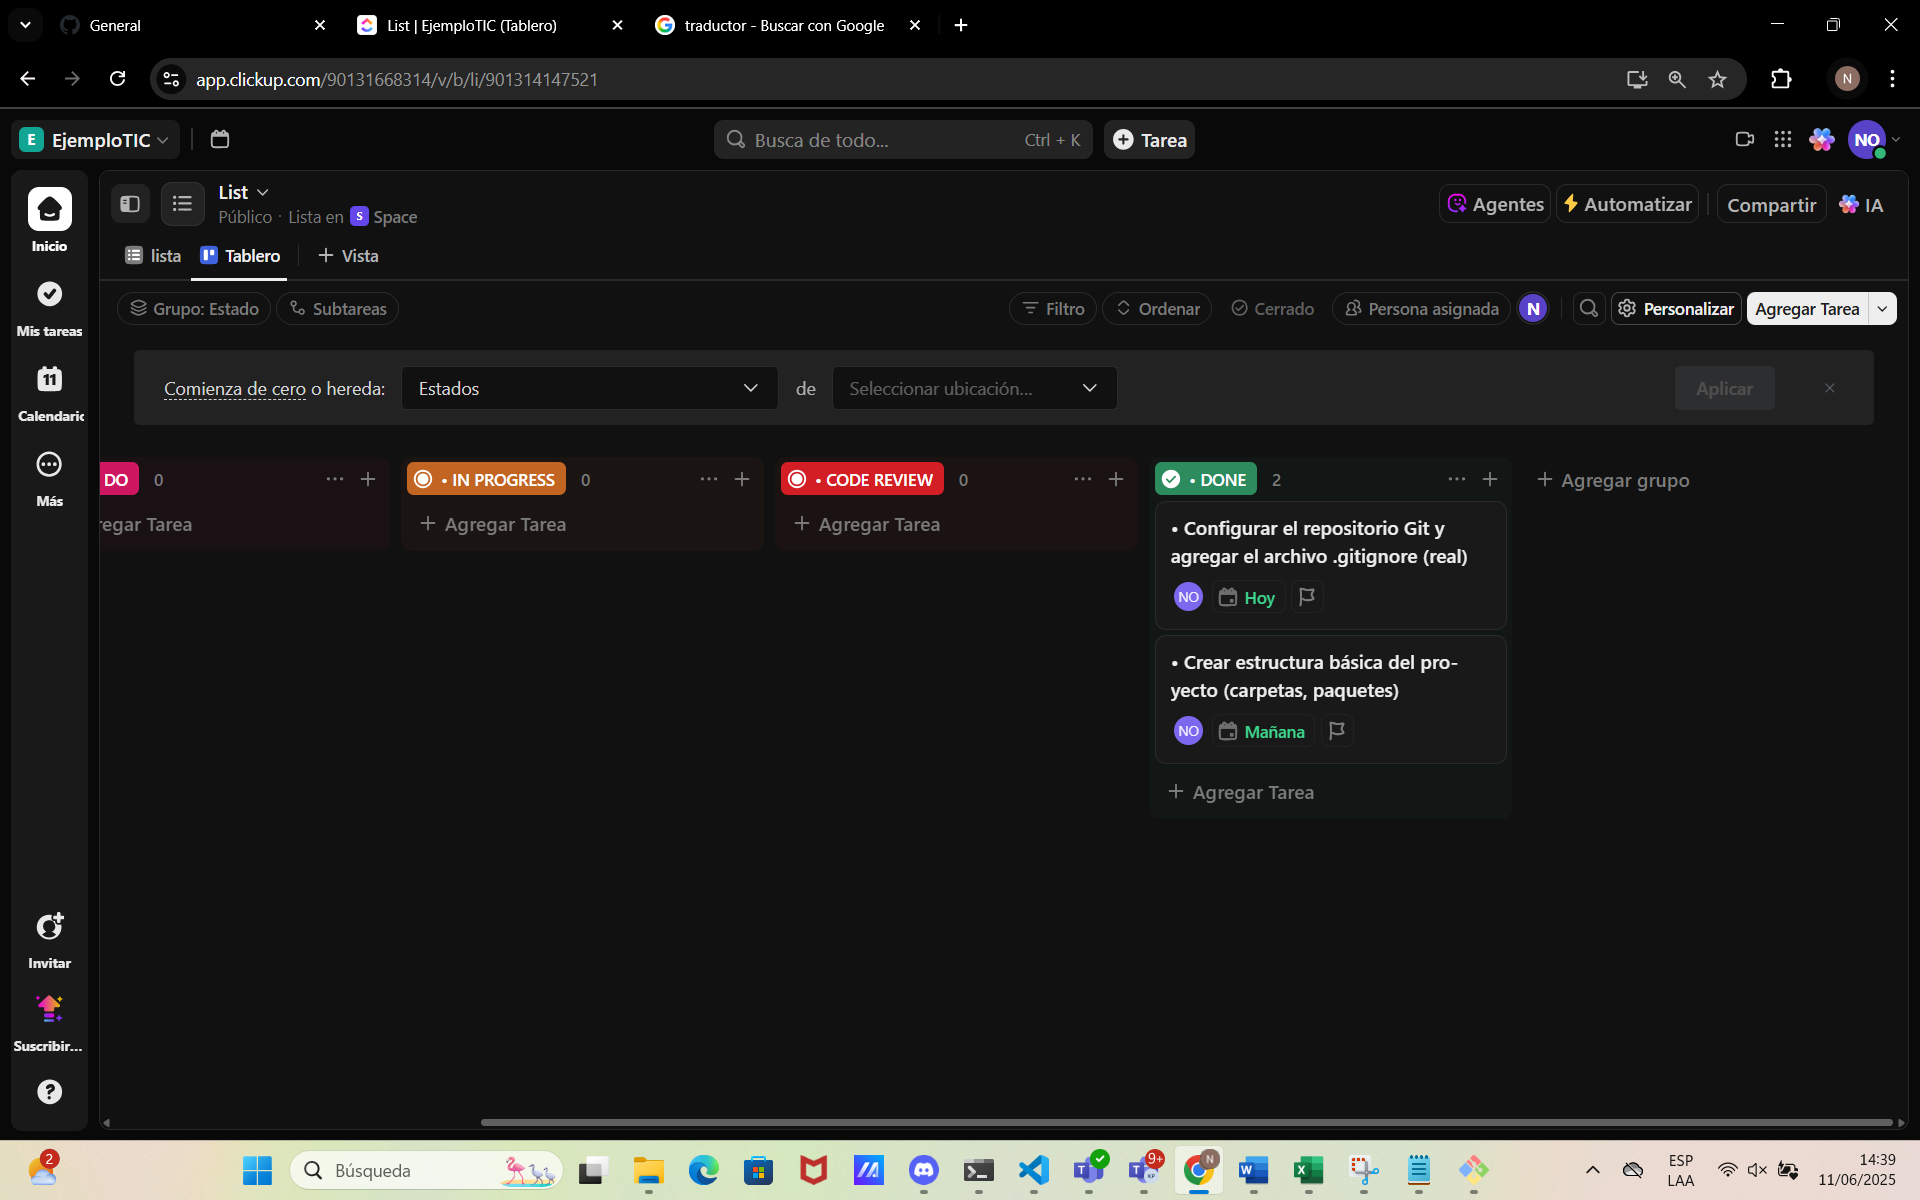 General
List | EjemploTIC (Tablero)
traductor - Buscar con Google
app.clickup.com/90131668314/v/b/li/901314147521
N
E EjemploTIC
Busca de todo... Ctrl + K
Tarea
NO
List
Público · Lista en S Space
Agentes
Automatizar
Compartir
IA
lista
Tablero
Vista
Grupo: Estado
Subtareas
Filtro
Ordenar
Cerrado
Persona asignada
N
Personalizar
Agregar Tarea
Comienza de cero o hereda:
Estados
de
Seleccionar ubicación...
Aplicar
Inicio
Mis tareas
11
Calendaric
Más
Invitar
Suscribir...
DO 0
regar Tarea
• IN PROGRESS 0
Agregar Tarea
• CODE REVIEW 0
Agregar Tarea
• DONE 2
• Configurar el repositorio Git y
agregar el archivo .gitignore (real)
NO Hoy
• Crear estructura básica del pro-
yecto (carpetas, paquetes)
NO Mañana
Agregar Tarea
Agregar grupo
2
Búsqueda
9+
N
ESP
LAA
14:39
11/06/2025